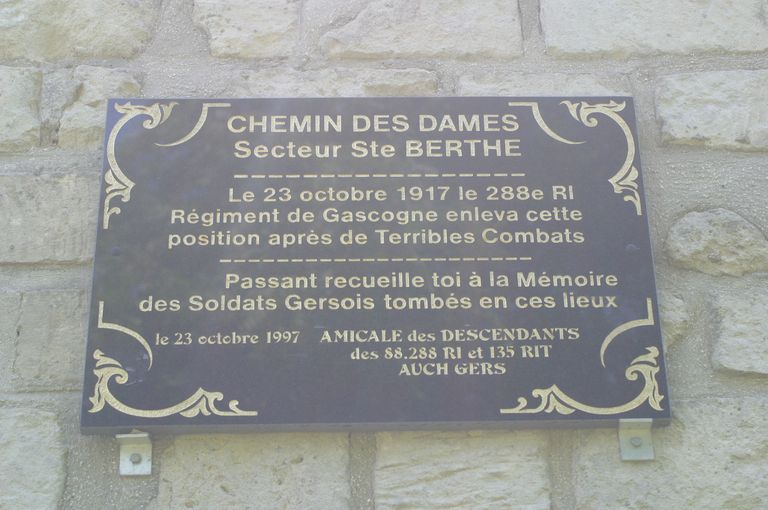 CHEMIN DES DAMES
Secteur Ste BERTHE
Le 23 octobre 1917 le 288e RI
Régiment de Gascogne enleva cette
position après de Terribles Combats
Passant recueille toi à la Mémoire
des Soldats Gersois tombés en ces lieux
le 23 octobre 1997 AMICALE des DESCENDANTS
des 88.288 RI et 135 RIT
AUCH GERS